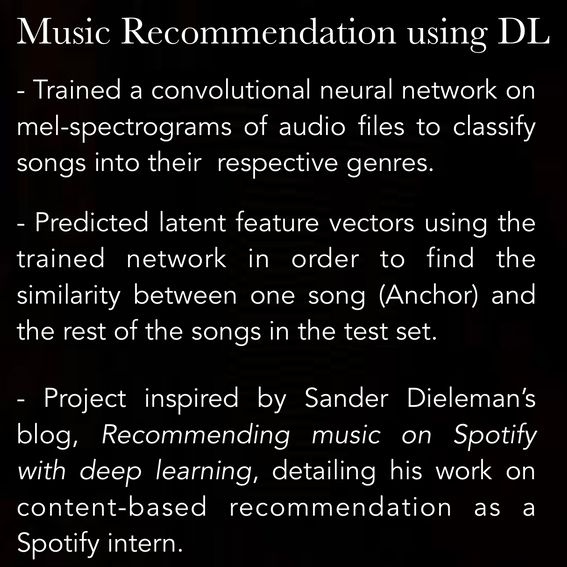 Music Recommendation using DL
- Trained a convolutional neural network on
mel-spectrograms of audio files to classify
songs into their respective genres.
- Predicted latent feature vectors using the
trained network in order to find the
similarity between one song (Anchor) and
the rest of the songs in the test set.
- Project inspired by Sander Dieleman’s
blog, Recommending music on Spotify
with deep learning, detailing his work on
content-based recommendation as a
Spotify intern.